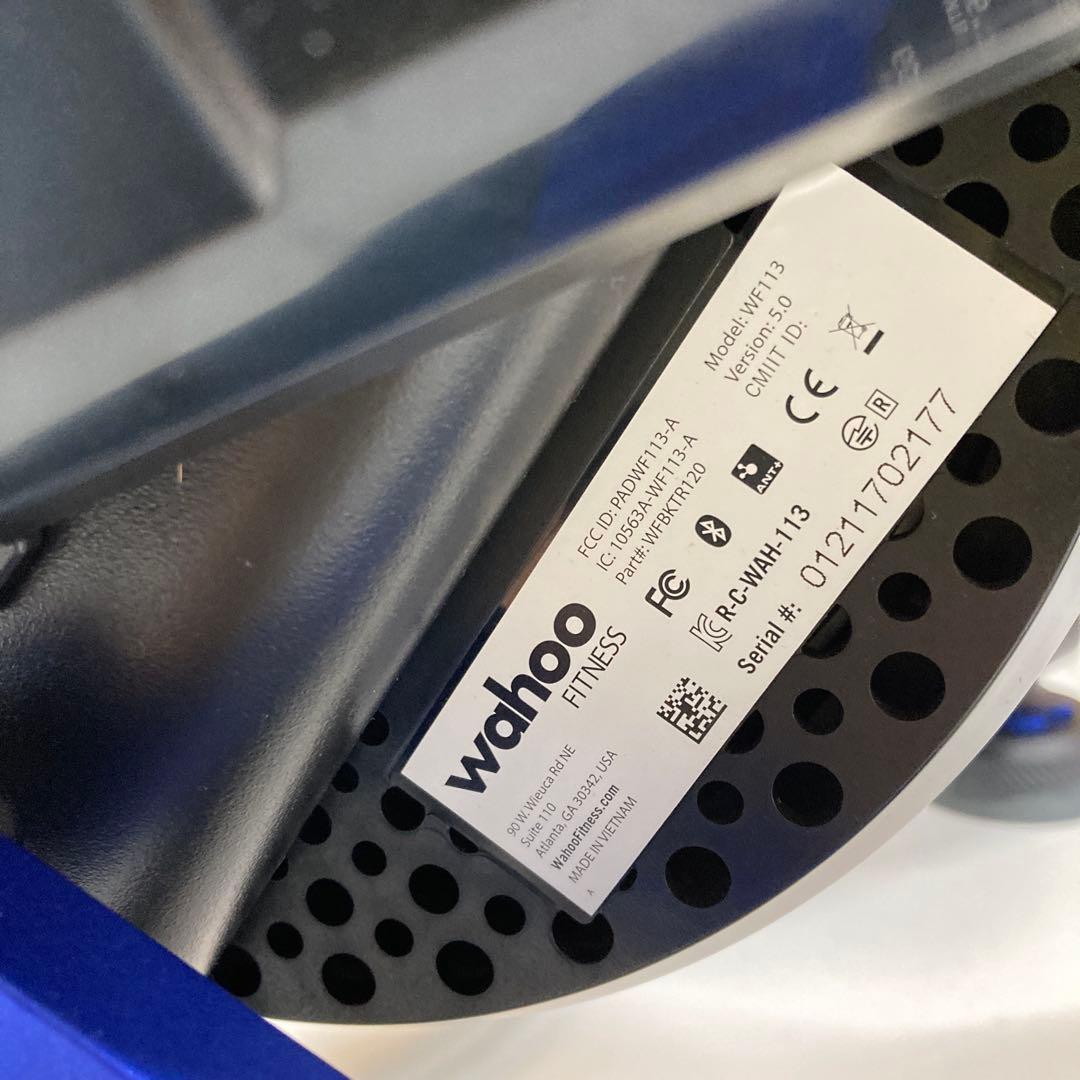 wahoo
FITNESS
90 W. Wieuca Rd NE
Suite 110
Atlanta, GA 30342, USA
WahooFitness.com
MADE IN VIETNAM
A
FCC ID: PADWF113-A
IC: 10563A-WF113-A
Part#: WFBKTR120
FC
ANT+
R-C-WAH-113
Serial #: 01211702177
Model: WF113
Version: 5.0
CMIIT ID:
CE
R